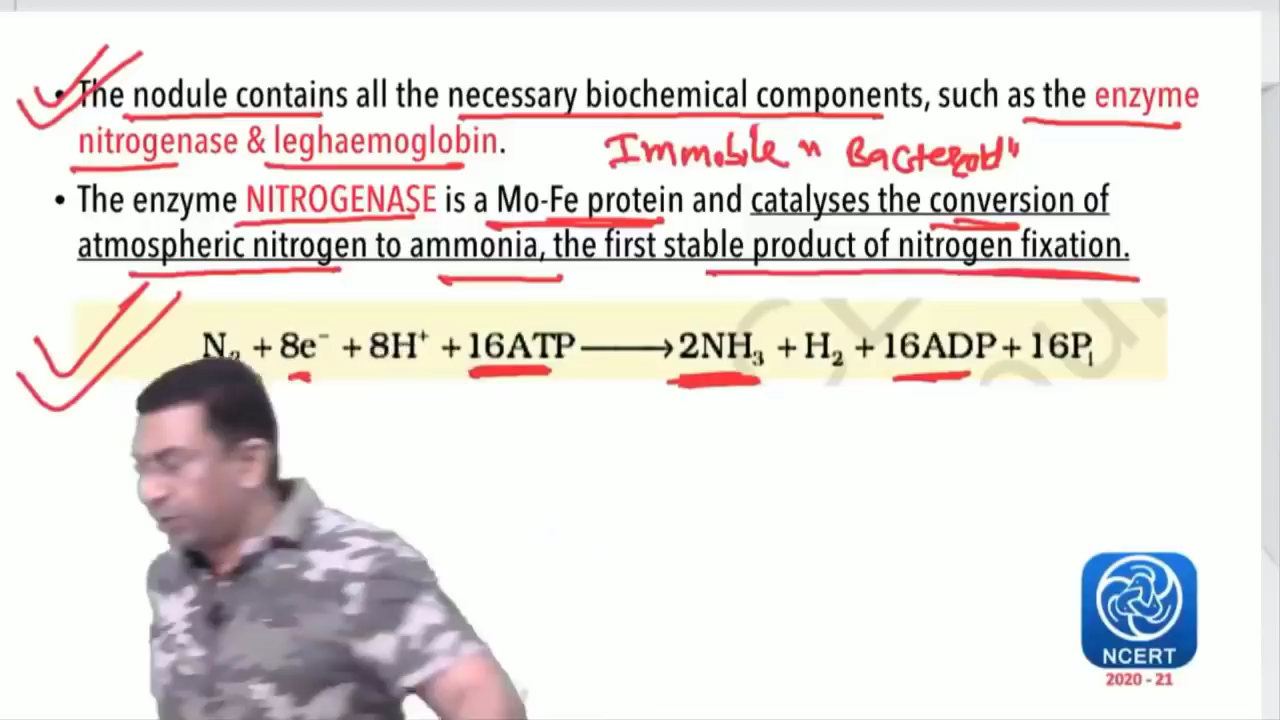 • The nodule contains all the necessary biochemical components, such as the enzyme
nitrogenase & leghaemoglobin.
Immobile " Bacteroid"
• The enzyme NITROGENASE is a Mo-Fe protein and catalyses the conversion of
atmospheric nitrogen to ammonia, the first stable product of nitrogen fixation.
N₂ + 8e⁻ + 8H⁺ + 16ATP ⟶ 2NH₃ + H₂ + 16ADP + 16Pᵢ
NCERT
2020 - 21